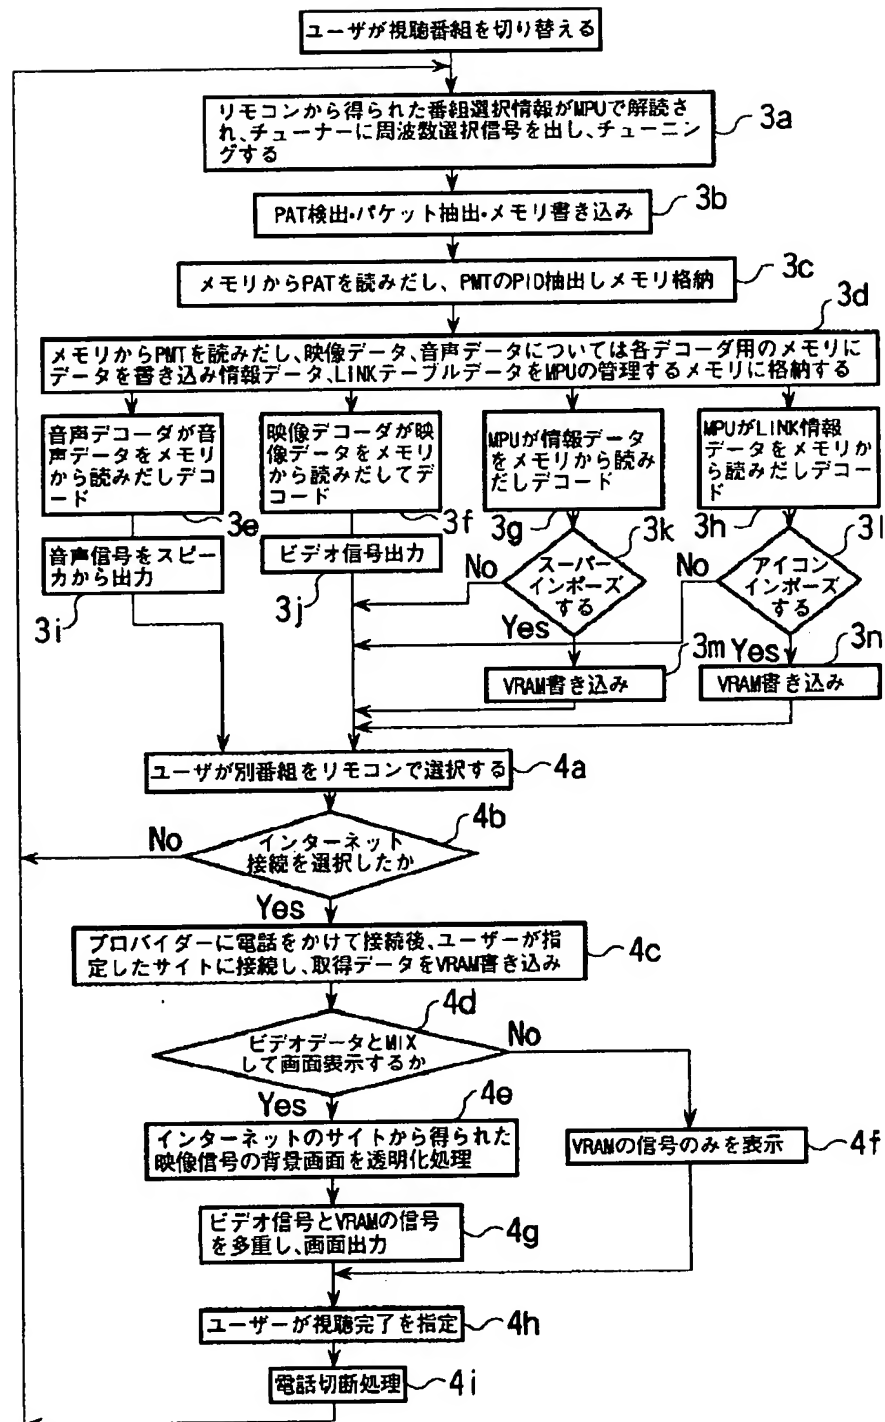 ユーザが視聴番組を切り替える
リモコンから得られた番組選択情報がMPUで解読さ
れ、チューナーに周波数選択信号を出し、チューニン
グする
3a
PAT検出・パケット抽出・メモリ書き込み
3b
メモリからPATを読みだし、PMTのPID抽出しメモリ格納
3c
3d
メモリからPMTを読みだし、映像データ、音声データについては各デコーダ用のメモリに
データを書き込み情報データ、LINKテーブルデータをMPUの管理するメモリに格納する
音声デコーダが音
声データをメモリ
から読みだしデコ
ード
3e
映像デコーダが映
像データをメモリ
から読みだしてデ
コード
3f
MPUが情報データ
をメモリから読み
だしデコード
3g
MPUがLINK情報
データをメモリか
ら読みだしデコー
ド
3h
音声信号をスピー
カから出力
3i
ビデオ信号出力
3j
スーパー
インポーズ
する
3k
No
Yes
アイコン
インポーズ
する
3l
No
Yes
VRAM書き込み
3m
VRAM書き込み
3n
ユーザが別番組をリモコンで選択する
4a
インターネット
接続を選択したか
4b
No
Yes
プロバイダーに電話をかけて接続後、ユーザーが指
定したサイトに接続し、取得データをVRAM書き込み
4c
ビデオデータとMIX
して画面表示するか
4d
No
Yes
インターネットのサイトから得られた
映像信号の背景画面を透明化処理
4e
VRAMの信号のみを表示
4f
ビデオ信号とVRAMの信号
を多重し、画面出力
4g
ユーザーが視聴完了を指定
4h
電話切断処理
4i